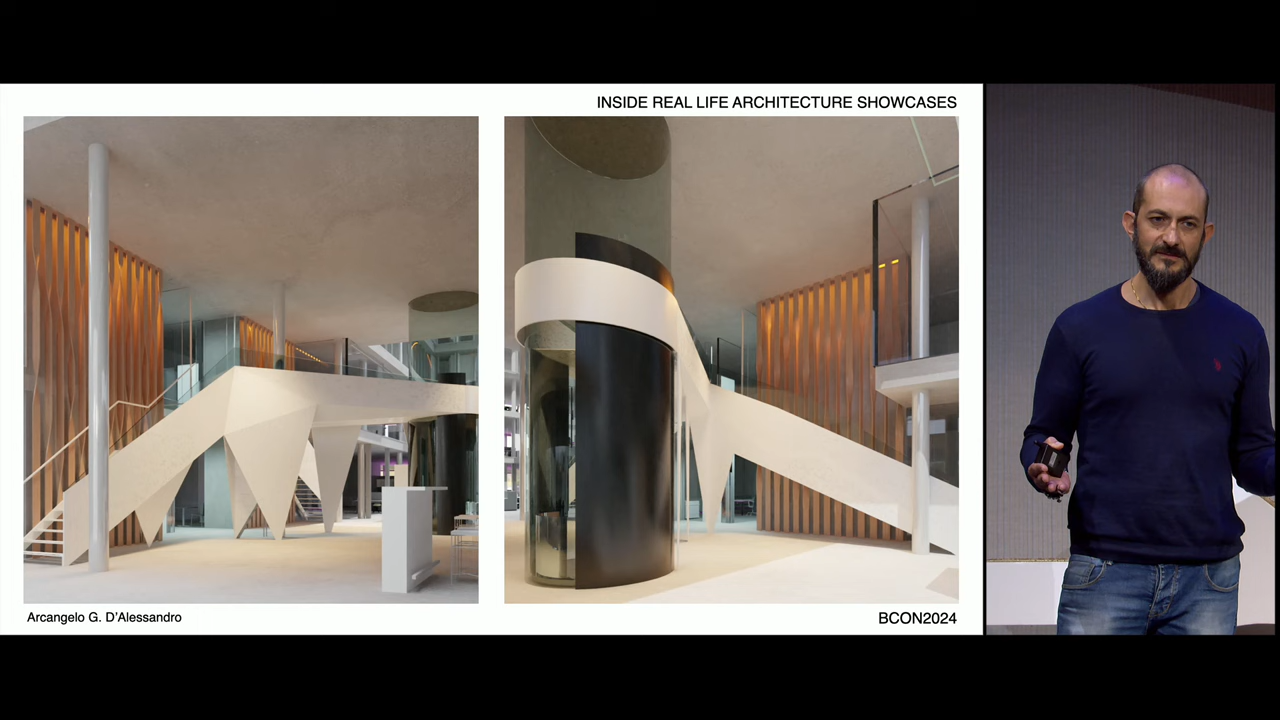 INSIDE REAL LIFE ARCHITECTURE SHOWCASES
Arcangelo G. D'Alessandro
BCON2024